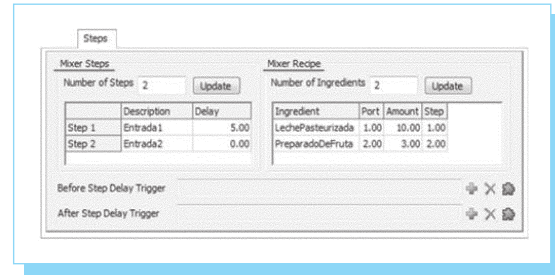 Steps
Mixer Steps
Number of Steps 2 Update
Description Delay
Step 1 Entrada1 5.00
Step 2 Entrada2 0.00
Mixer Recipe
Number of Ingredients 2 Update
Ingredient Port Amount Step
LechePasteurizada 1.00 10.00 1.00
PreparadoDeFruta 2.00 3.00 2.00
Before Step Delay Trigger
After Step Delay Trigger